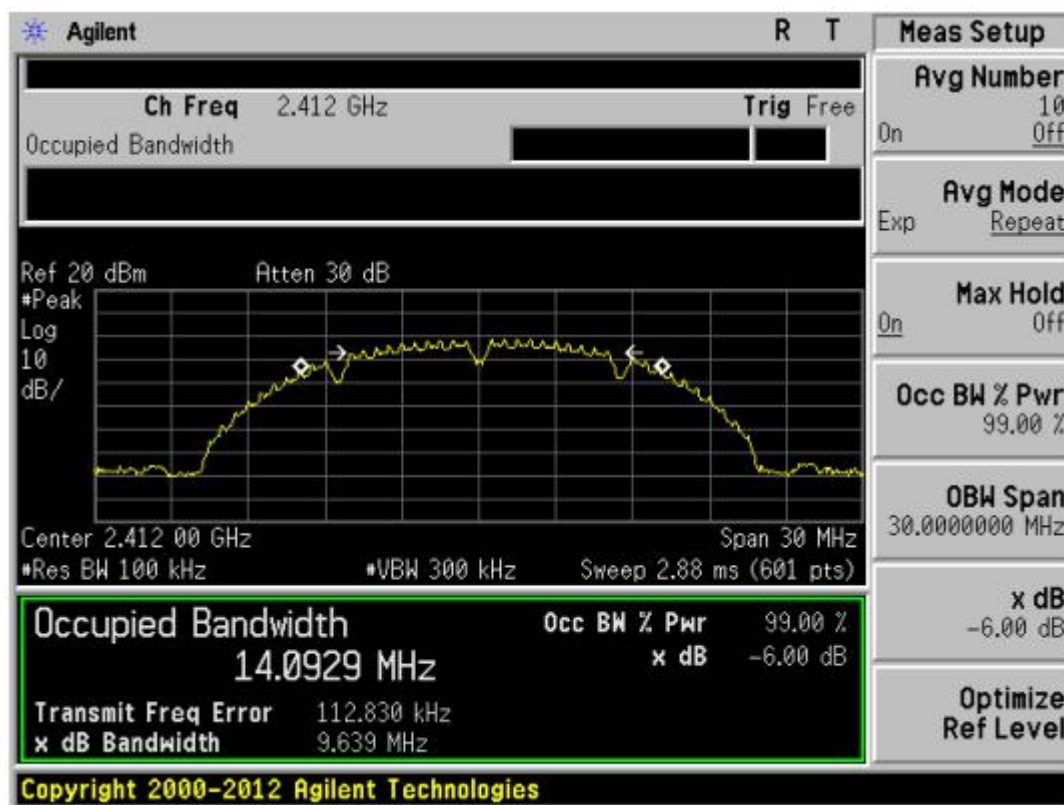 Agilent R T Meas Setup
Avg Number
10
On Off
Ch Freq 2.412 GHz Trig Free
Occupied Bandwidth
Avg Mode
Exp Repeat
Ref 20 dBm Atten 30 dB
#Peak
Log
10
dB/
Max Hold
On Off
Occ BW % Pwr
99.00 %
OBW Span
30.0000000 MHz
Center 2.412 00 GHz Span 30 MHz
#Res BW 100 kHz #VBW 300 kHz Sweep 2.88 ms (601 pts)
x dB
-6.00 dB
Occupied Bandwidth Occ BW % Pwr 99.00 %
14.0929 MHz x dB -6.00 dB
Transmit Freq Error 112.830 kHz
x dB Bandwidth 9.639 MHz
Optimize
Ref Level
Copyright 2000-2012 Agilent Technologies